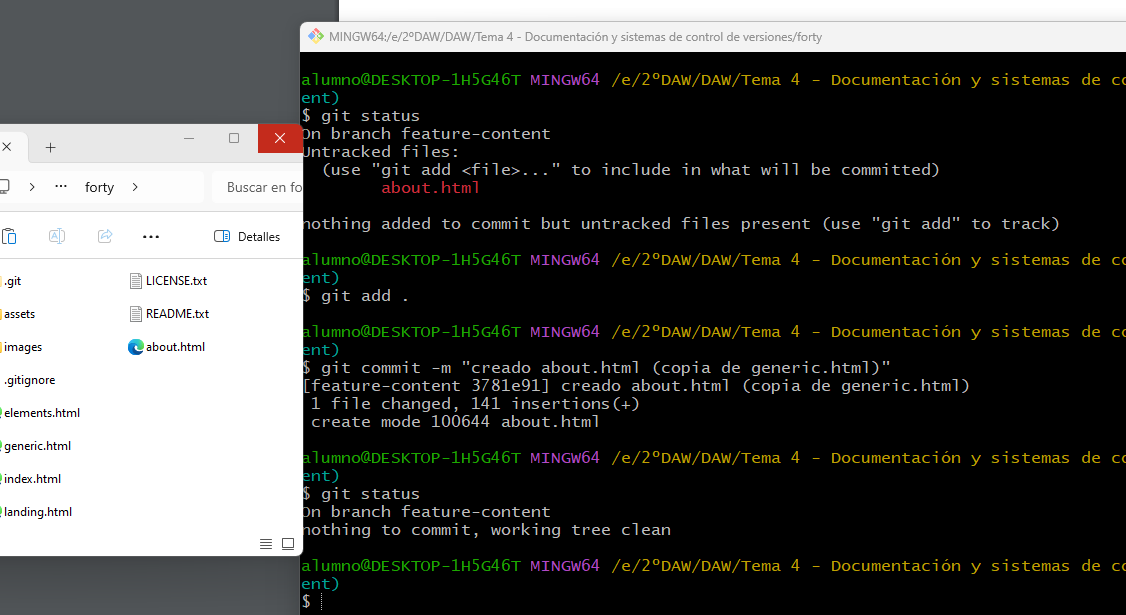 MINGW64:/e/2ºDAW/DAW/Tema 4 - Documentación y sistemas de control de versiones/forty
alumno@DESKTOP-1H5G46T MINGW64 /e/2ºDAW/DAW/Tema 4 - Documentación y sistemas de co
ent)
$ git status
On branch feature-content
Untracked files:
(use "git add <file>..." to include in what will be committed)
about.html
nothing added to commit but untracked files present (use "git add" to track)
alumno@DESKTOP-1H5G46T MINGW64 /e/2ºDAW/DAW/Tema 4 - Documentación y sistemas de co
ent)
$ git add .
alumno@DESKTOP-1H5G46T MINGW64 /e/2ºDAW/DAW/Tema 4 - Documentación y sistemas de co
ent)
$ git commit -m "creado about.html (copia de generic.html)"
[feature-content 3781e91] creado about.html (copia de generic.html)
1 file changed, 141 insertions(+)
create mode 100644 about.html
alumno@DESKTOP-1H5G46T MINGW64 /e/2ºDAW/DAW/Tema 4 - Documentación y sistemas de co
ent)
$ git status
On branch feature-content
nothing to commit, working tree clean
alumno@DESKTOP-1H5G46T MINGW64 /e/2ºDAW/DAW/Tema 4 - Documentación y sistemas de co
ent)
$
forty
Buscar en fo
Detalles
.git
assets
images
.gitignore
elements.html
generic.html
index.html
landing.html
LICENSE.txt
README.txt
about.html